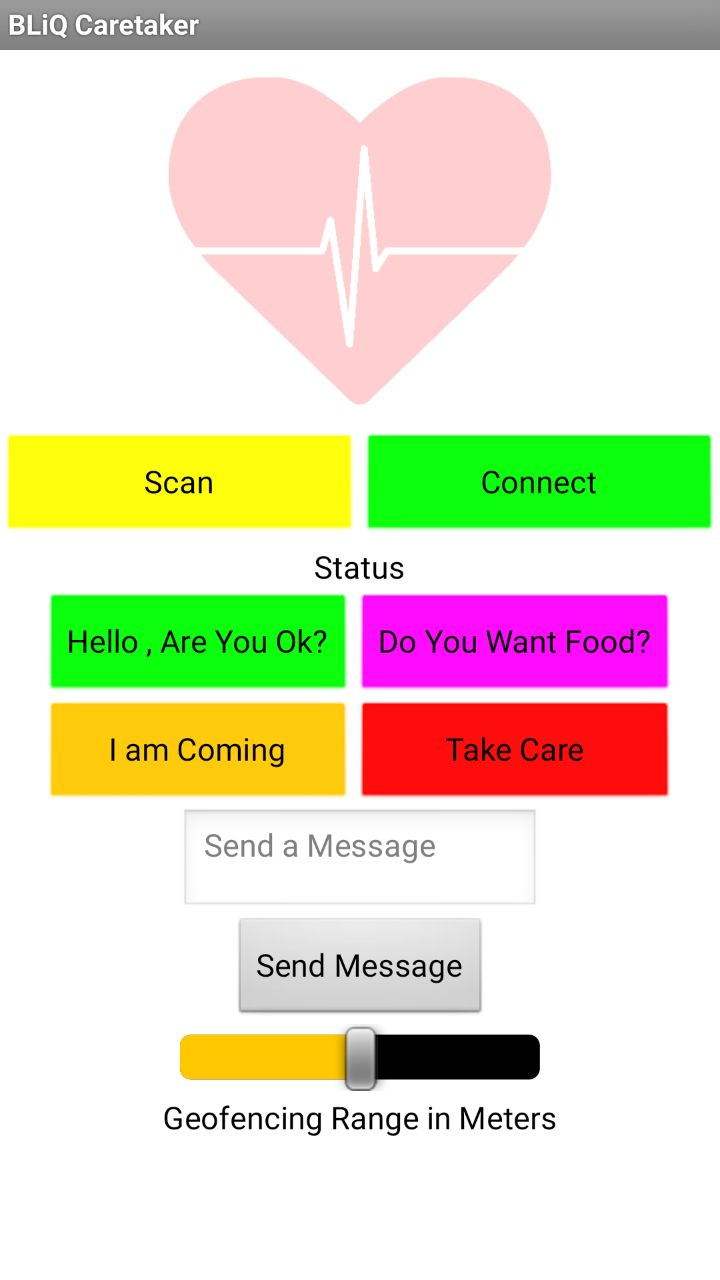 BLiQ Caretaker
Scan
Connect
Status
Hello , Are You Ok?
Do You Want Food?
I am Coming
Take Care
Send a Message
Send Message
Geofencing Range in Meters